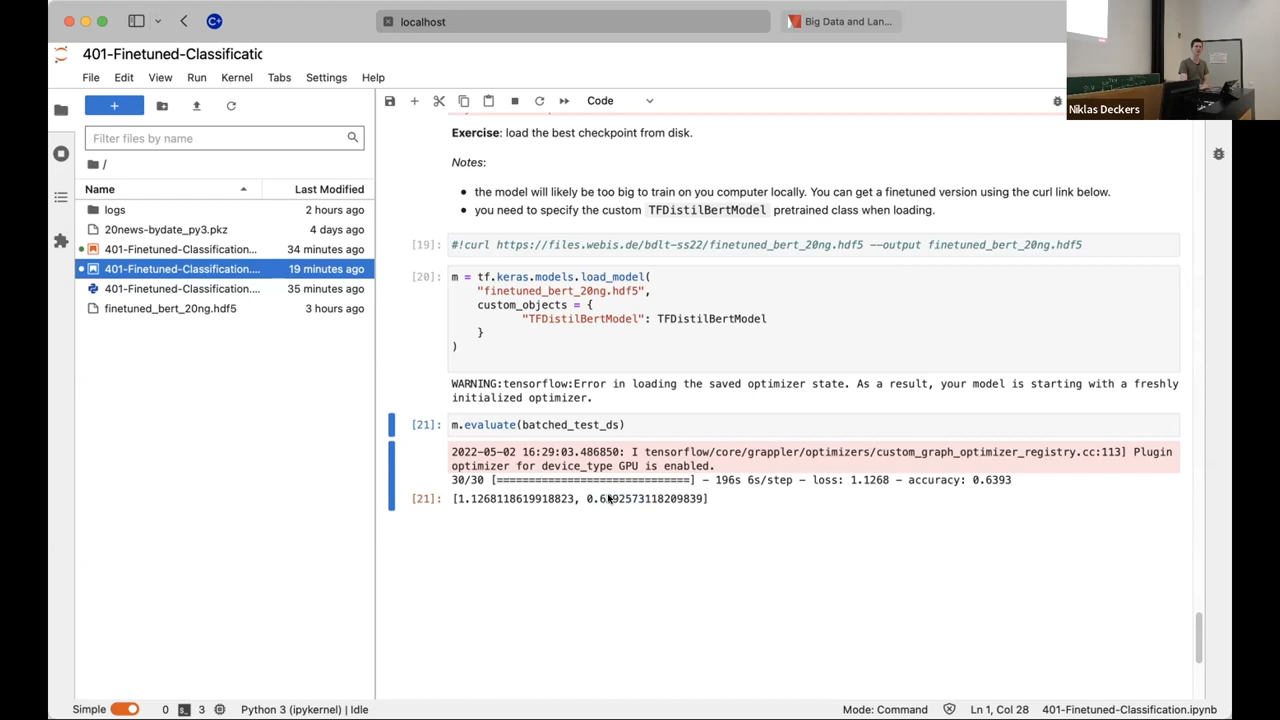 localhost
Big Data and Lan...
401-Finetuned-Classificatic
File Edit View Run Kernel Tabs Settings Help
Code
Filter files by name
/
Name Last Modified
logs 2 hours ago
20news-bydate_py3.pkz 4 days ago
401-Finetuned-Classification.... 34 minutes ago
401-Finetuned-Classification.... 19 minutes ago
401-Finetuned-Classification.... 35 minutes ago
finetuned_bert_20ng.hdf5 3 hours ago
Exercise: load the best checkpoint from disk.
Notes:
the model will likely be too big to train on you computer locally. You can get a finetuned version using the curl link below.
you need to specify the custom TFDistilBertModel pretrained class when loading.
[19]: #!curl https://files.webis.de/bdlt-ss22/finetuned_bert_20ng.hdf5 --output finetuned_bert_20ng.hdf5
[20]: m = tf.keras.models.load_model(
"finetuned_bert_20ng.hdf5",
custom_objects = {
"TFDistilBertModel": TFDistilBertModel
}
)
WARNING:tensorflow:Error in loading the saved optimizer state. As a result, your model is starting with a freshly
initialized optimizer.
[21]: m.evaluate(batched_test_ds)
2022-05-02 16:29:03.486850: I tensorflow/core/grappler/optimizers/custom_graph_optimizer_registry.cc:113] Plugin
optimizer for device_type GPU is enabled.
30/30 [==============================] - 196s 6s/step - loss: 1.1268 - accuracy: 0.6393
[21]: [1.1268118619918823,
Niklas Deckers
Simple 0 3 Python 3 (ipykernel) | Idle Mode: Command Ln 1, Col 28 401-Finetuned-Classification.ipynb